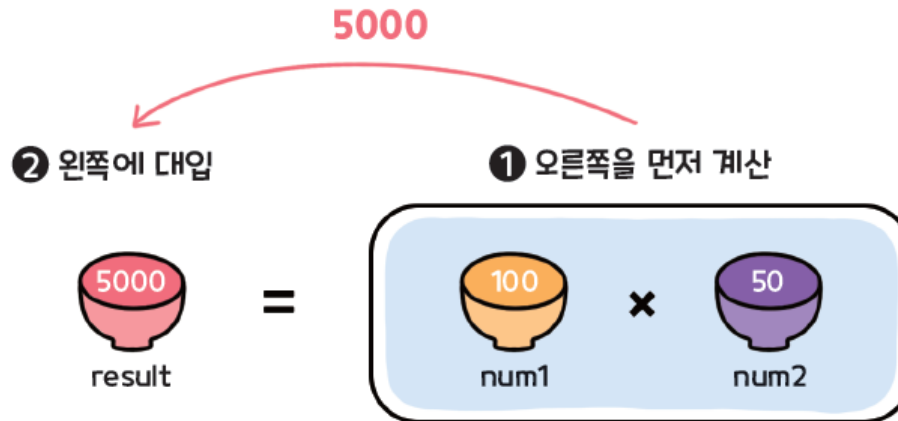 5000
❷ 왼쪽에 대입
❶ 오른쪽을 먼저 계산
5000 = 100 × 50
result num1 num2